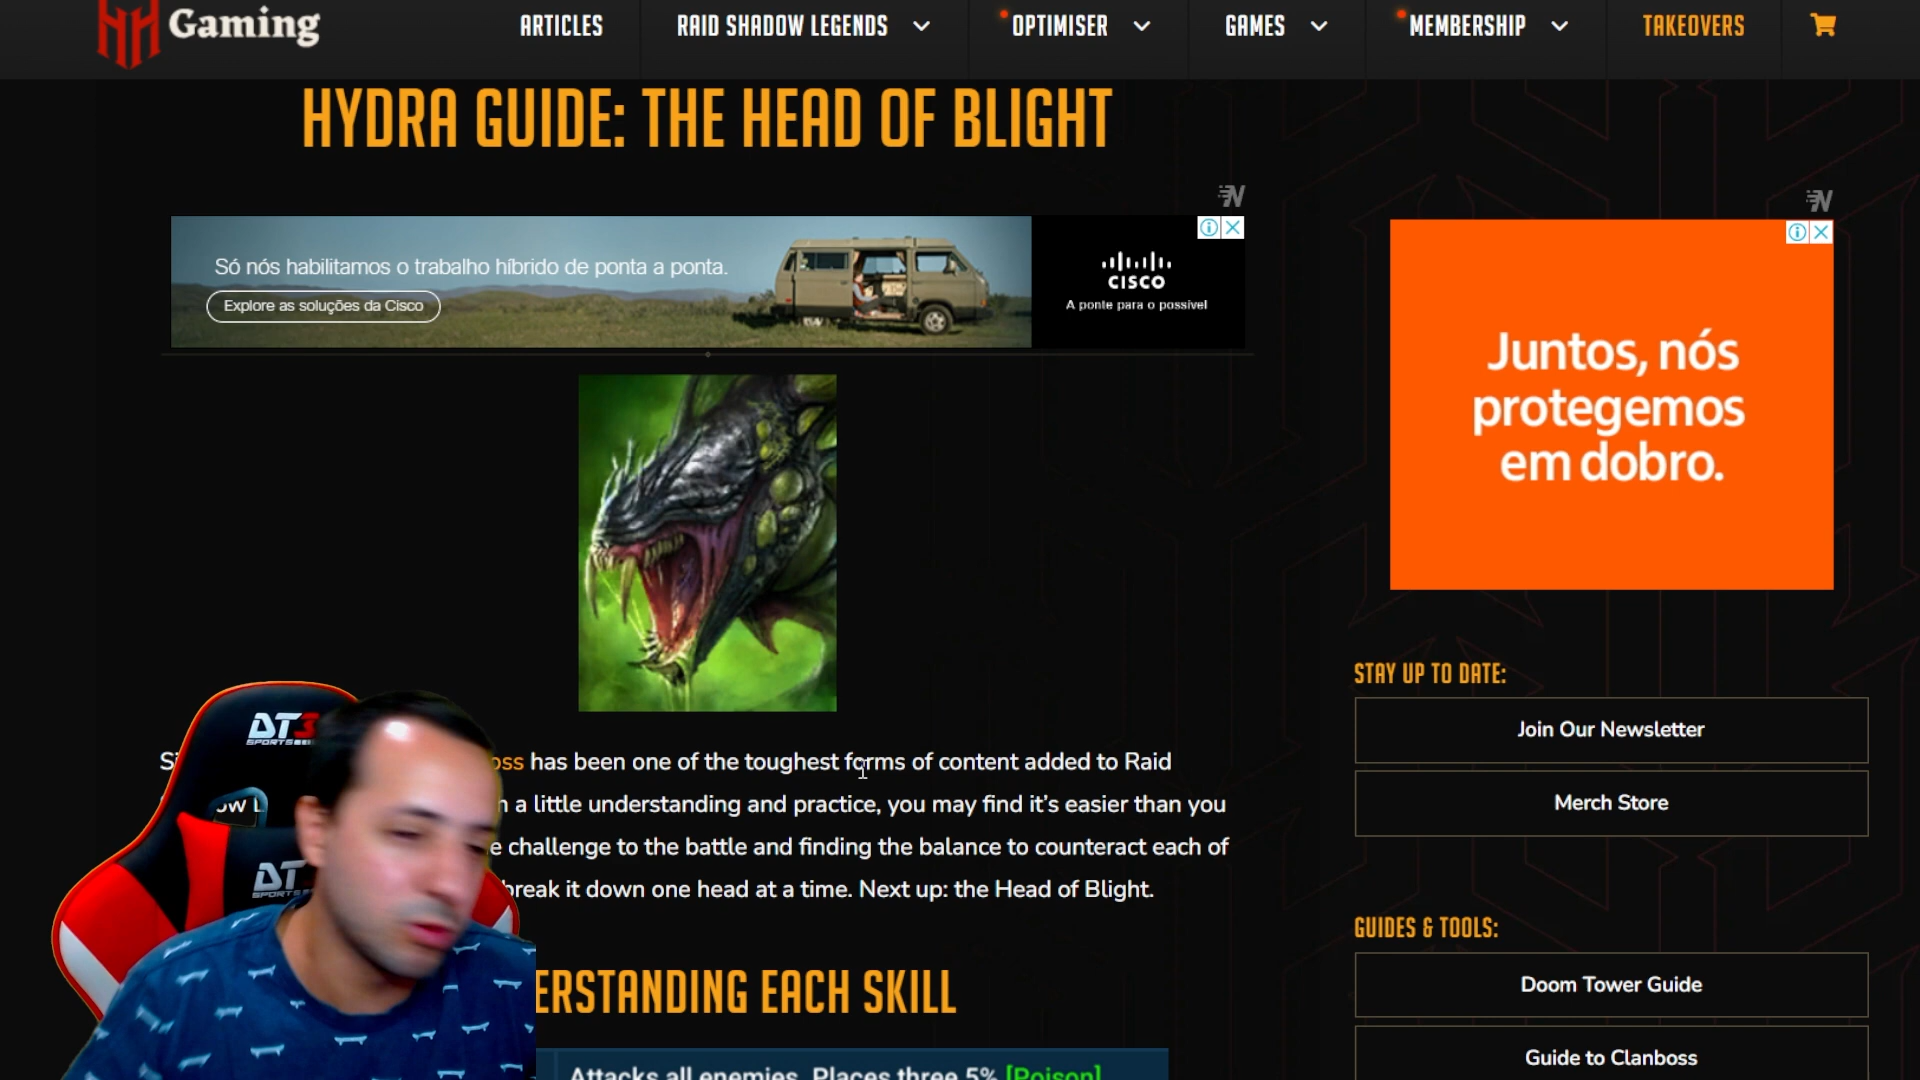 Gaming
ARTICLES
RAID SHADOW LEGENDS
OPTIMISER
GAMES
MEMBERSHIP
TAKEOVERS
HYDRA GUIDE: THE HEAD OF BLIGHT
Só nós habilitamos o trabalho híbrido de ponta a ponta.
Explore as soluções da Cisco
CISCO
A ponte para o possível
Juntos, nós
protegemos
em dobro.
has been one of the toughest forms of content added to Raid
a little understanding and practice, you may find it's easier than you
challenge to the battle and finding the balance to counteract each of
break it down one head at a time. Next up: the Head of Blight.
DT3
SPORTS
DT
SPORTS
ERSTANDING EACH SKILL
Attacks all enemies. Places three 5% [Poison]
STAY UP TO DATE:
Join Our Newsletter
Merch Store
GUIDES & TOOLS:
Doom Tower Guide
Guide to Clanboss